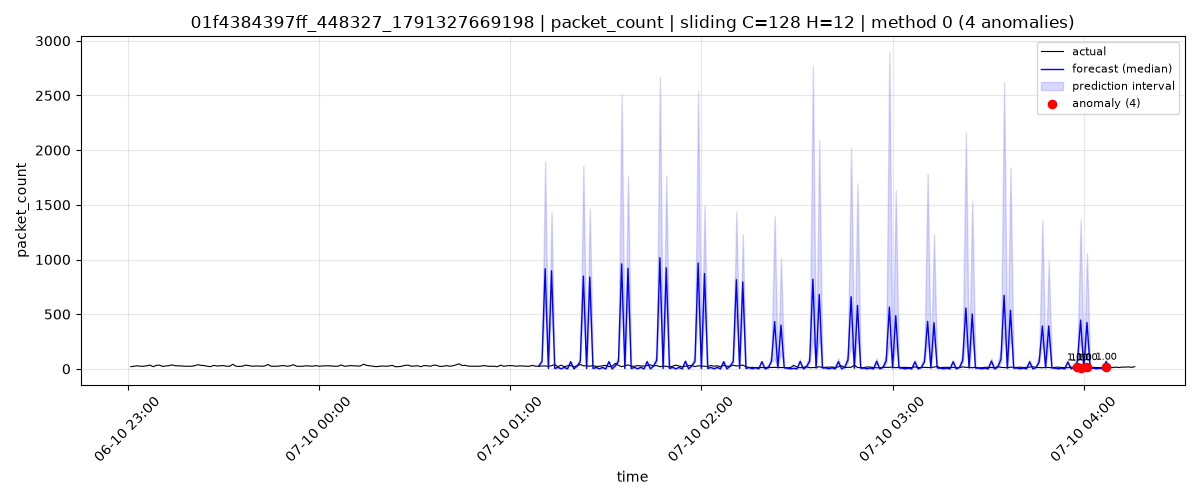 01f4384397ff_448327_1791327669198 | packet_count | sliding C=128 H=12 | method 0 (4 anomalies)
packet_count
3000
2500
2000
1500
1000
500
0
actual
forecast (median)
prediction interval
anomaly (4)
1.00
06-10 23:00
07-10 00:00
07-10 01:00
07-10 02:00
07-10 03:00
07-10 04:00
time